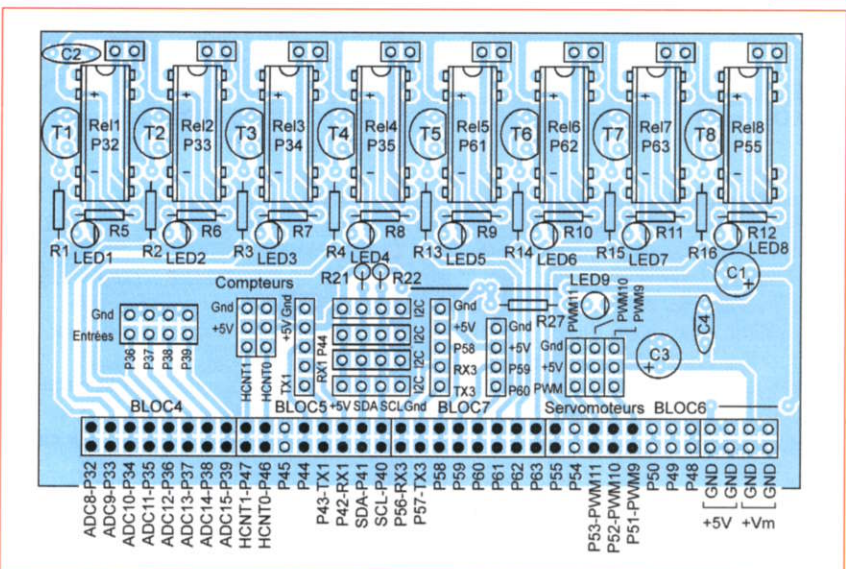 C2
T1 Rel1 P32 T2 Rel2 P33 T3 Rel3 P34 T4 Rel4 P35 T5 Rel5 P61 T6 Rel6 P62 T7 Rel7 P63 T8 Rel8 P55
+ − + − + − + − + − + − + − + −
R1 R5 R2 R6 R3 R7 R4 R8 R13 R9 R14 R10 R15 R11 R16 R12
LED1 LED2 LED3 LED4 LED5 LED6 LED7 LED8
R21 R22 LED9 C1 +
Compteurs
PWM11 PWM10 PWM9
R27
C4
C3 +
Gnd
Entrées
P36 P37 P38 P39
Gnd
+5V
HCNT1 HCNT0
Gnd
+5V
P44
RX1
TX1
I2C I2C I2C I2C
Gnd
+5V
P58
RX3
TX3
Gnd
+5V
P59
P60
Gnd
+5V
PWM
BLOC4 BLOC5 +5V SDA SCL Gnd BLOC7 Servomoteurs BLOC6
ADC8-P32
ADC9-P33
ADC10-P34
ADC11-P35
ADC12-P36
ADC13-P37
ADC14-P38
ADC15-P39
HCNT1-P47
HCNT0-P46
P45
P44
P43-TX1
P42-RX1
SDA-P41
SCL-P40
P56-RX3
P57-TX3
P58
P59
P60
P61
P62
P63
P55
P54
P53-PWM11
P52-PWM10
P51-PWM9
P50
P49
P48
GND
GND
GND
GND
+5V +Vm